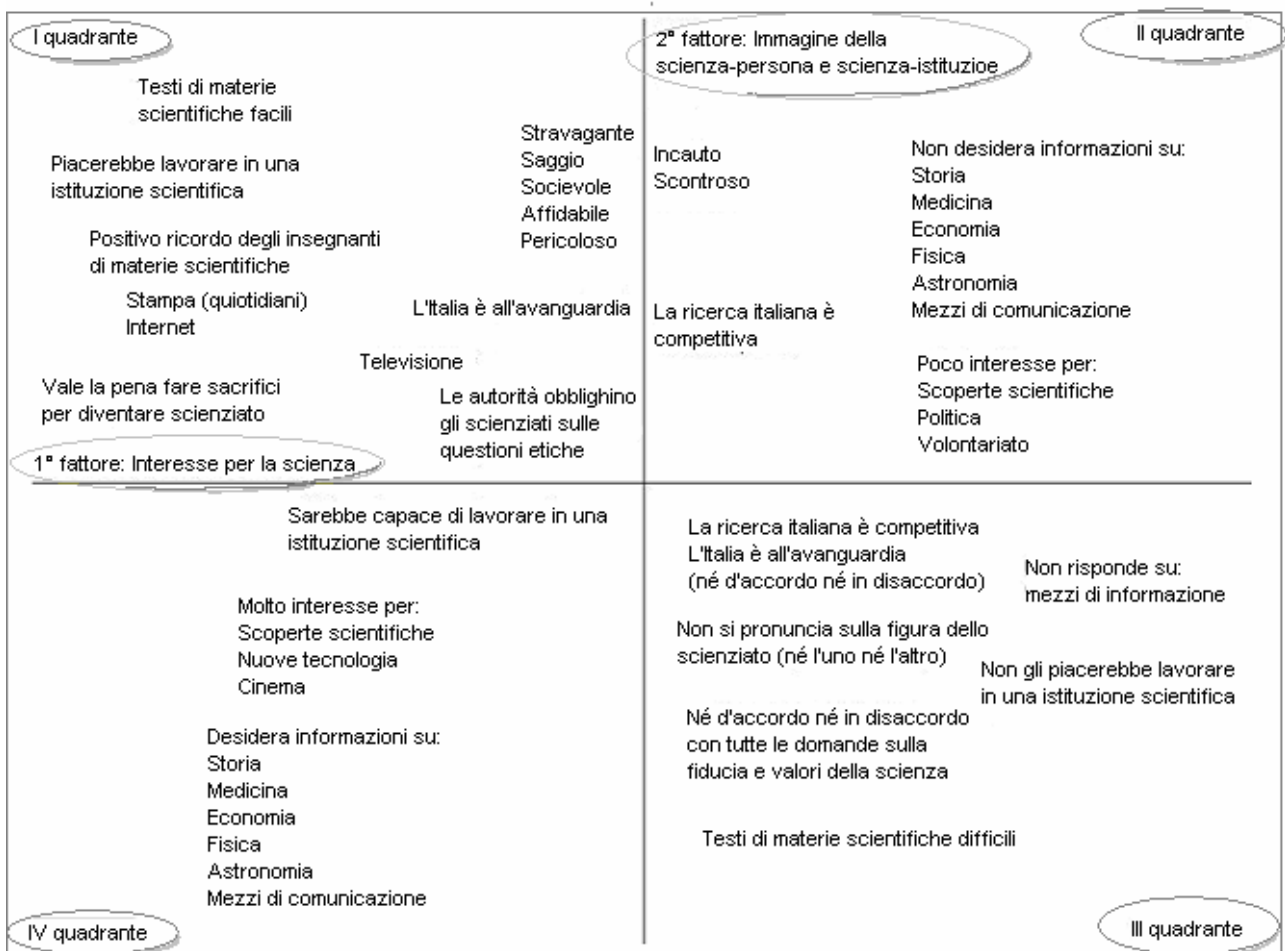 I quadrante
Testi di materie
scientifiche facili
Piacerebbe lavorare in una
istituzione scientifica
Positivo ricordo degli insegnanti
di materie scientifiche
Stampa (quiotidiani)
Internet
Stravagante
Saggio
Socievole
Affidabile
Pericoloso
L'Italia è all'avanguardia
Televisione
Vale la pena fare sacrifici
per diventare scienziato
Le autorità obblighino
gli scienziati sulle
questioni etiche
1° fattore: Interesse per la scienza
2° fattore: Immagine della
scienza-persona e scienza-istituzioe
II quadrante
Incauto
Scontroso
Non desidera informazioni su:
Storia
Medicina
Economia
Fisica
Astronomia
Mezzi di comunicazione
La ricerca italiana è
competitiva
Poco interesse per:
Scoperte scientifiche
Politica
Volontariato
Sarebbe capace di lavorare in una
istituzione scientifica
Molto interesse per:
Scoperte scientifiche
Nuove tecnologia
Cinema
Desidera informazioni su:
Storia
Medicina
Economia
Fisica
Astronomia
Mezzi di comunicazione
IV quadrante
La ricerca italiana è competitiva
L'Italia è all'avanguardia
(né d'accordo né in disaccordo)
Non risponde su:
mezzi di informazione
Non si pronuncia sulla figura dello
scienziato (né l'uno né l'altro)
Non gli piacerebbe lavorare
in una istituzione scientifica
Né d'accordo né in disaccordo
con tutte le domande sulla
fiducia e valori della scienza
Testi di materie scientifiche difficili
III quadrante